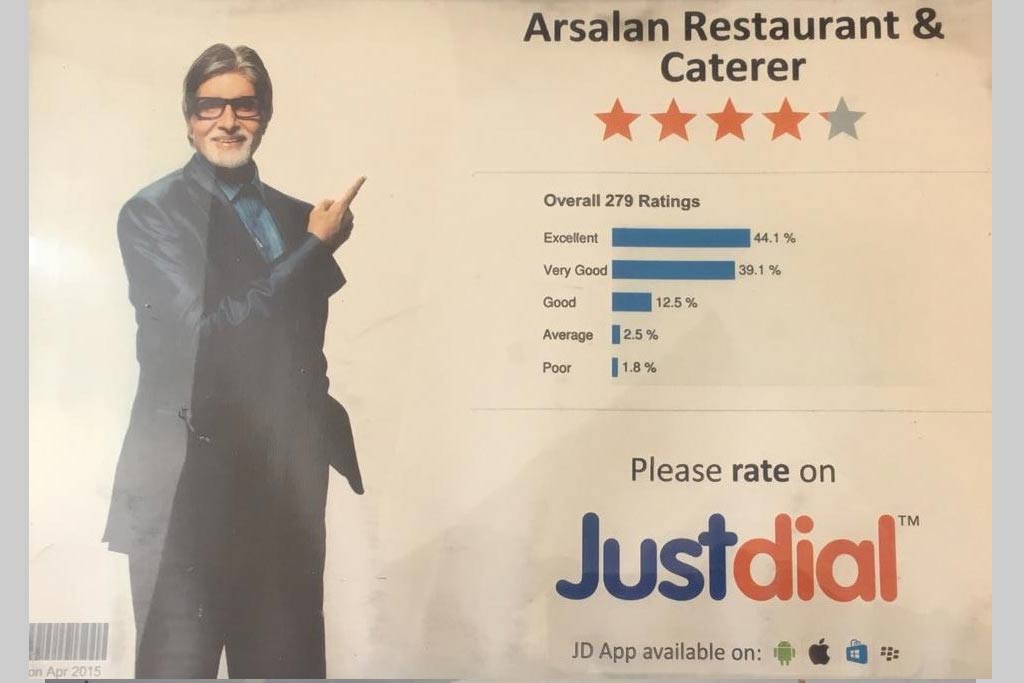 Arsalan Restaurant &
Caterer
Overall 279 Ratings
Excellent 44.1 %
Very Good 39.1 %
Good 12.5 %
Average 2.5 %
Poor 1.8 %
Please rate on
Justdial™
JD App available on:
on Apr 2015